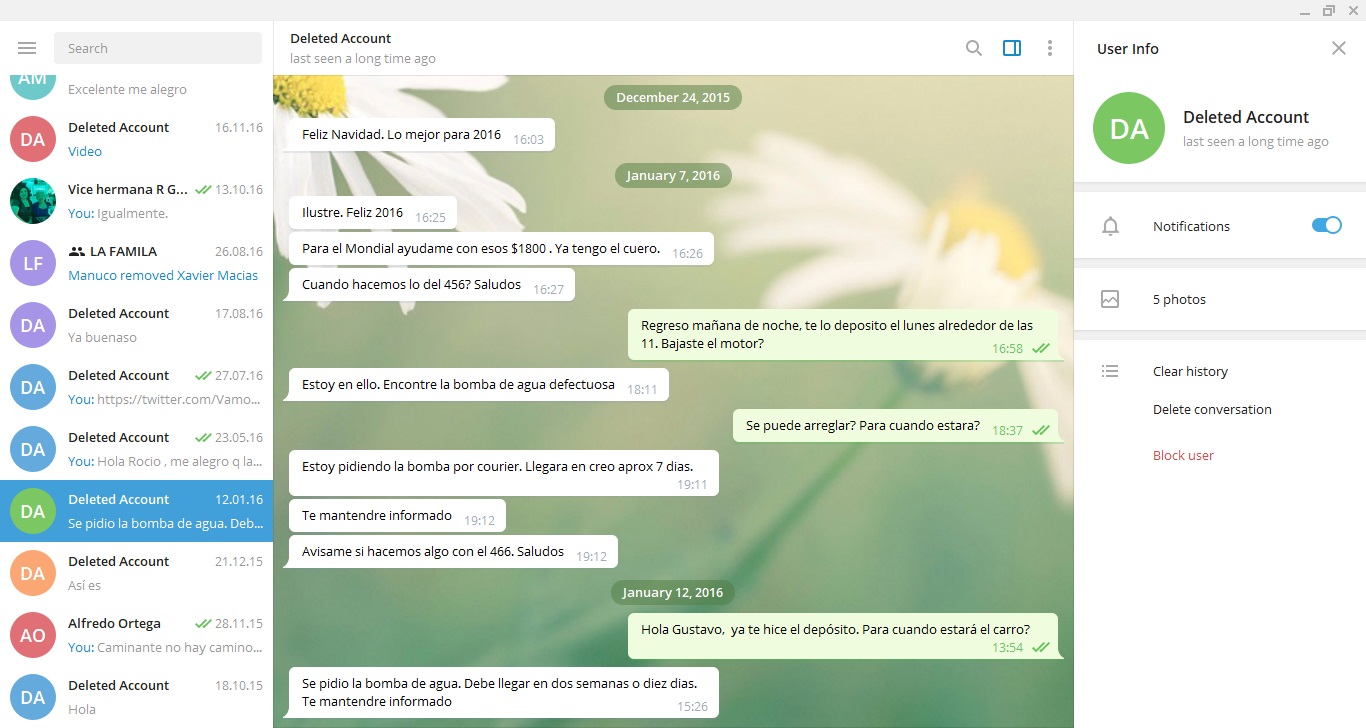 Search
AM
Excelente me alegro
DA
Deleted Account
16.11.16
Video
Vice hermana R G...
13.10.16
You: Igualmente.
LF
LA FAMILA
26.08.16
Manuco removed Xavier Macias
DA
Deleted Account
17.08.16
Ya buenaso
DA
Deleted Account
27.07.16
You: https://twitter.com/Vamo...
DA
Deleted Account
23.05.16
You: Hola Rocio , me alegro q la...
DA
Deleted Account
12.01.16
Se pidio la bomba de agua. Deb...
DA
Deleted Account
21.12.15
Así es
AO
Alfredo Ortega
28.11.15
You: Caminante no hay camino...
DA
Deleted Account
18.10.15
Hola
Deleted Account
last seen a long time ago
December 24, 2015
Feliz Navidad. Lo mejor para 2016
16:03
January 7, 2016
Ilustre. Feliz 2016
16:25
Para el Mondial ayudame con esos $1800 . Ya tengo el cuero.
16:26
Cuando hacemos lo del 456? Saludos
16:27
Regreso mañana de noche, te lo deposito el lunes alrededor de las
11. Bajaste el motor?
16:58
Estoy en ello. Encontre la bomba de agua defectuosa
18:11
Se puede arreglar? Para cuando estara?
18:37
Estoy pidiendo la bomba por courier. Llegara en creo aprox 7 dias.
19:11
Te mantendre informado
19:12
Avisame si hacemos algo con el 466. Saludos
19:12
January 12, 2016
Hola Gustavo,  ya te hice el depósito. Para cuando estará el carro?
13:54
Se pidio la bomba de agua. Debe llegar en dos semanas o diez dias.
Te mantendre informado
15:26
User Info
DA
Deleted Account
last seen a long time ago
Notifications
5 photos
Clear history
Delete conversation
Block user